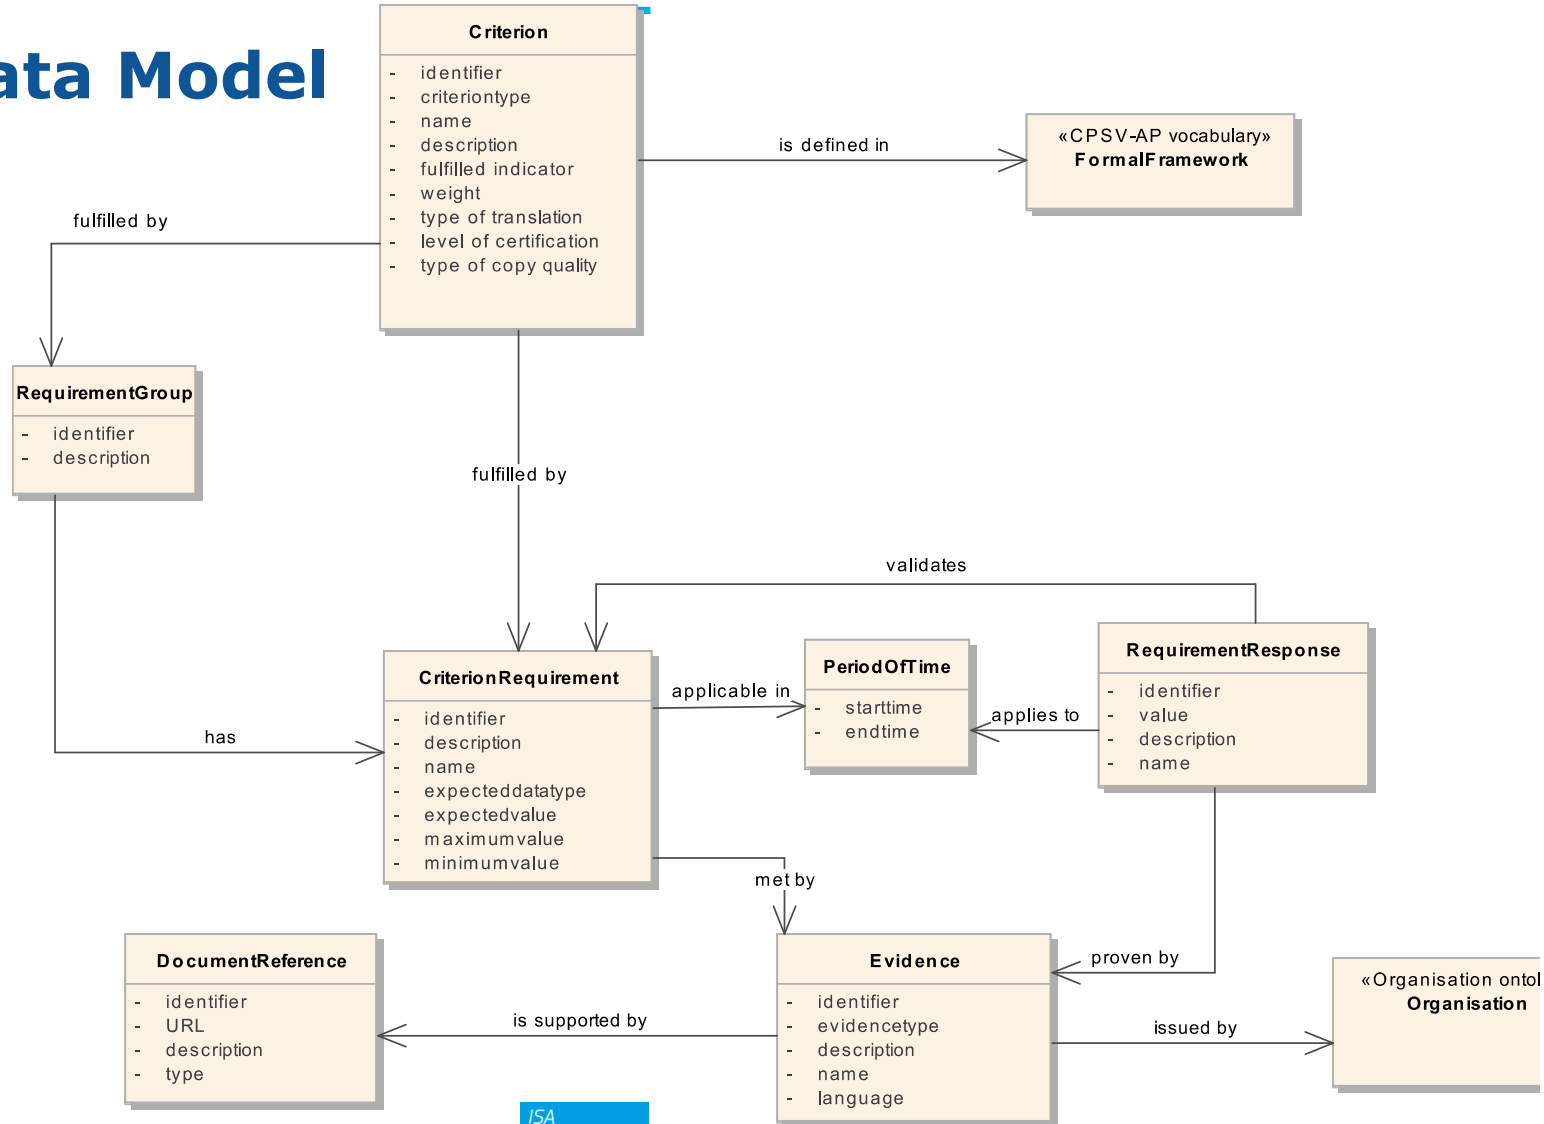 Model
Criterion
- identifier
- criteriontype
- name
- description
- fulfilled indicator
- weight
- type of translation
- level of certification
- type of copy quality
is defined in
«CPSV-AP vocabulary»
FormalFramework
fulfilled by
RequirementGroup
- identifier
- description
fulfilled by
validates
CriterionRequirement
- identifier
- description
- name
- expecteddatatype
- expectedvalue
- maximumvalue
- minimumvalue
applicable in
PeriodOfTime
- starttime
- endtime
applies to
RequirementResponse
- identifier
- value
- description
- name
has
met by
DocumentReference
- identifier
- URL
- description
- type
is supported by
Evidence
- identifier
- evidencetype
- description
- name
- language
proven by
issued by
«Organisation
Organisation
ISA